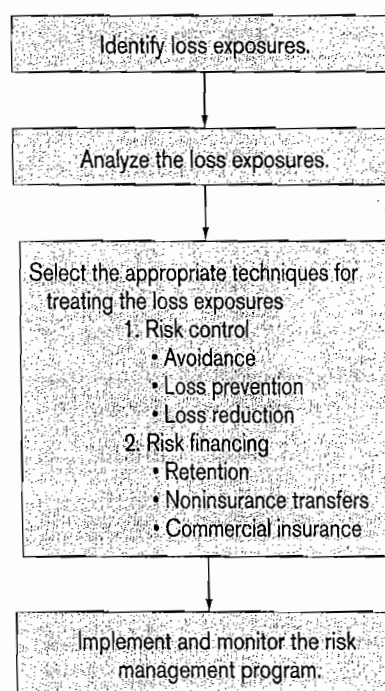 Identify loss exposures.
Analyze the loss exposures.
Select the appropriate techniques for
treating the loss exposures
1. Risk control
• Avoidance
• Loss prevention
• Loss reduction
2. Risk financing
• Retention
• Noninsurance transfers
• Commercial insurance
Implement and monitor the risk
management program.